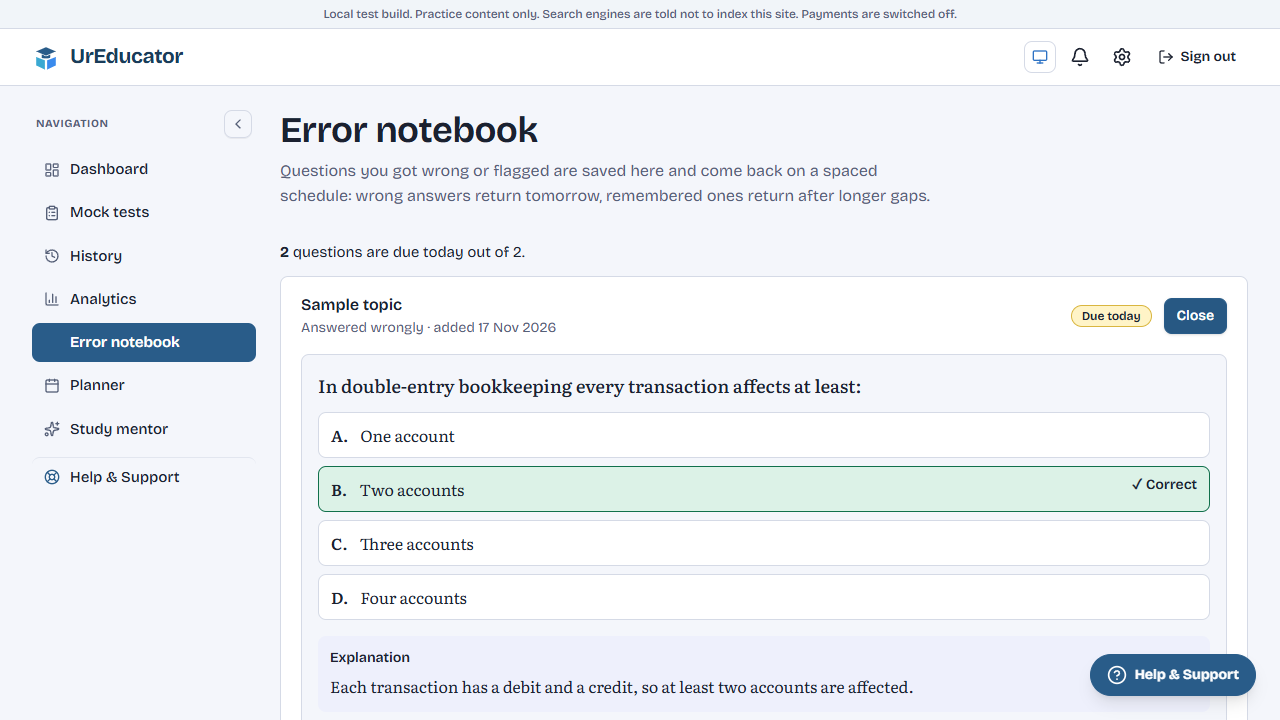 Local test build. Practice content only. Search engines are told not to index this site. Payments are switched off.
UrEducator
Sign out
NAVIGATION
Dashboard
Mock tests
History
Analytics
Error notebook
Planner
Study mentor
Help & Support
Error notebook
Questions you got wrong or flagged are saved here and come back on a spaced
schedule: wrong answers return tomorrow, remembered ones return after longer gaps.
2 questions are due today out of 2.
Sample topic
Answered wrongly · added 17 Nov 2026
Due today
Close
In double-entry bookkeeping every transaction affects at least:
A. One account
B. Two accounts
✓ Correct
C. Three accounts
D. Four accounts
Explanation
Each transaction has a debit and a credit, so at least two accounts are affected.
Help & Support